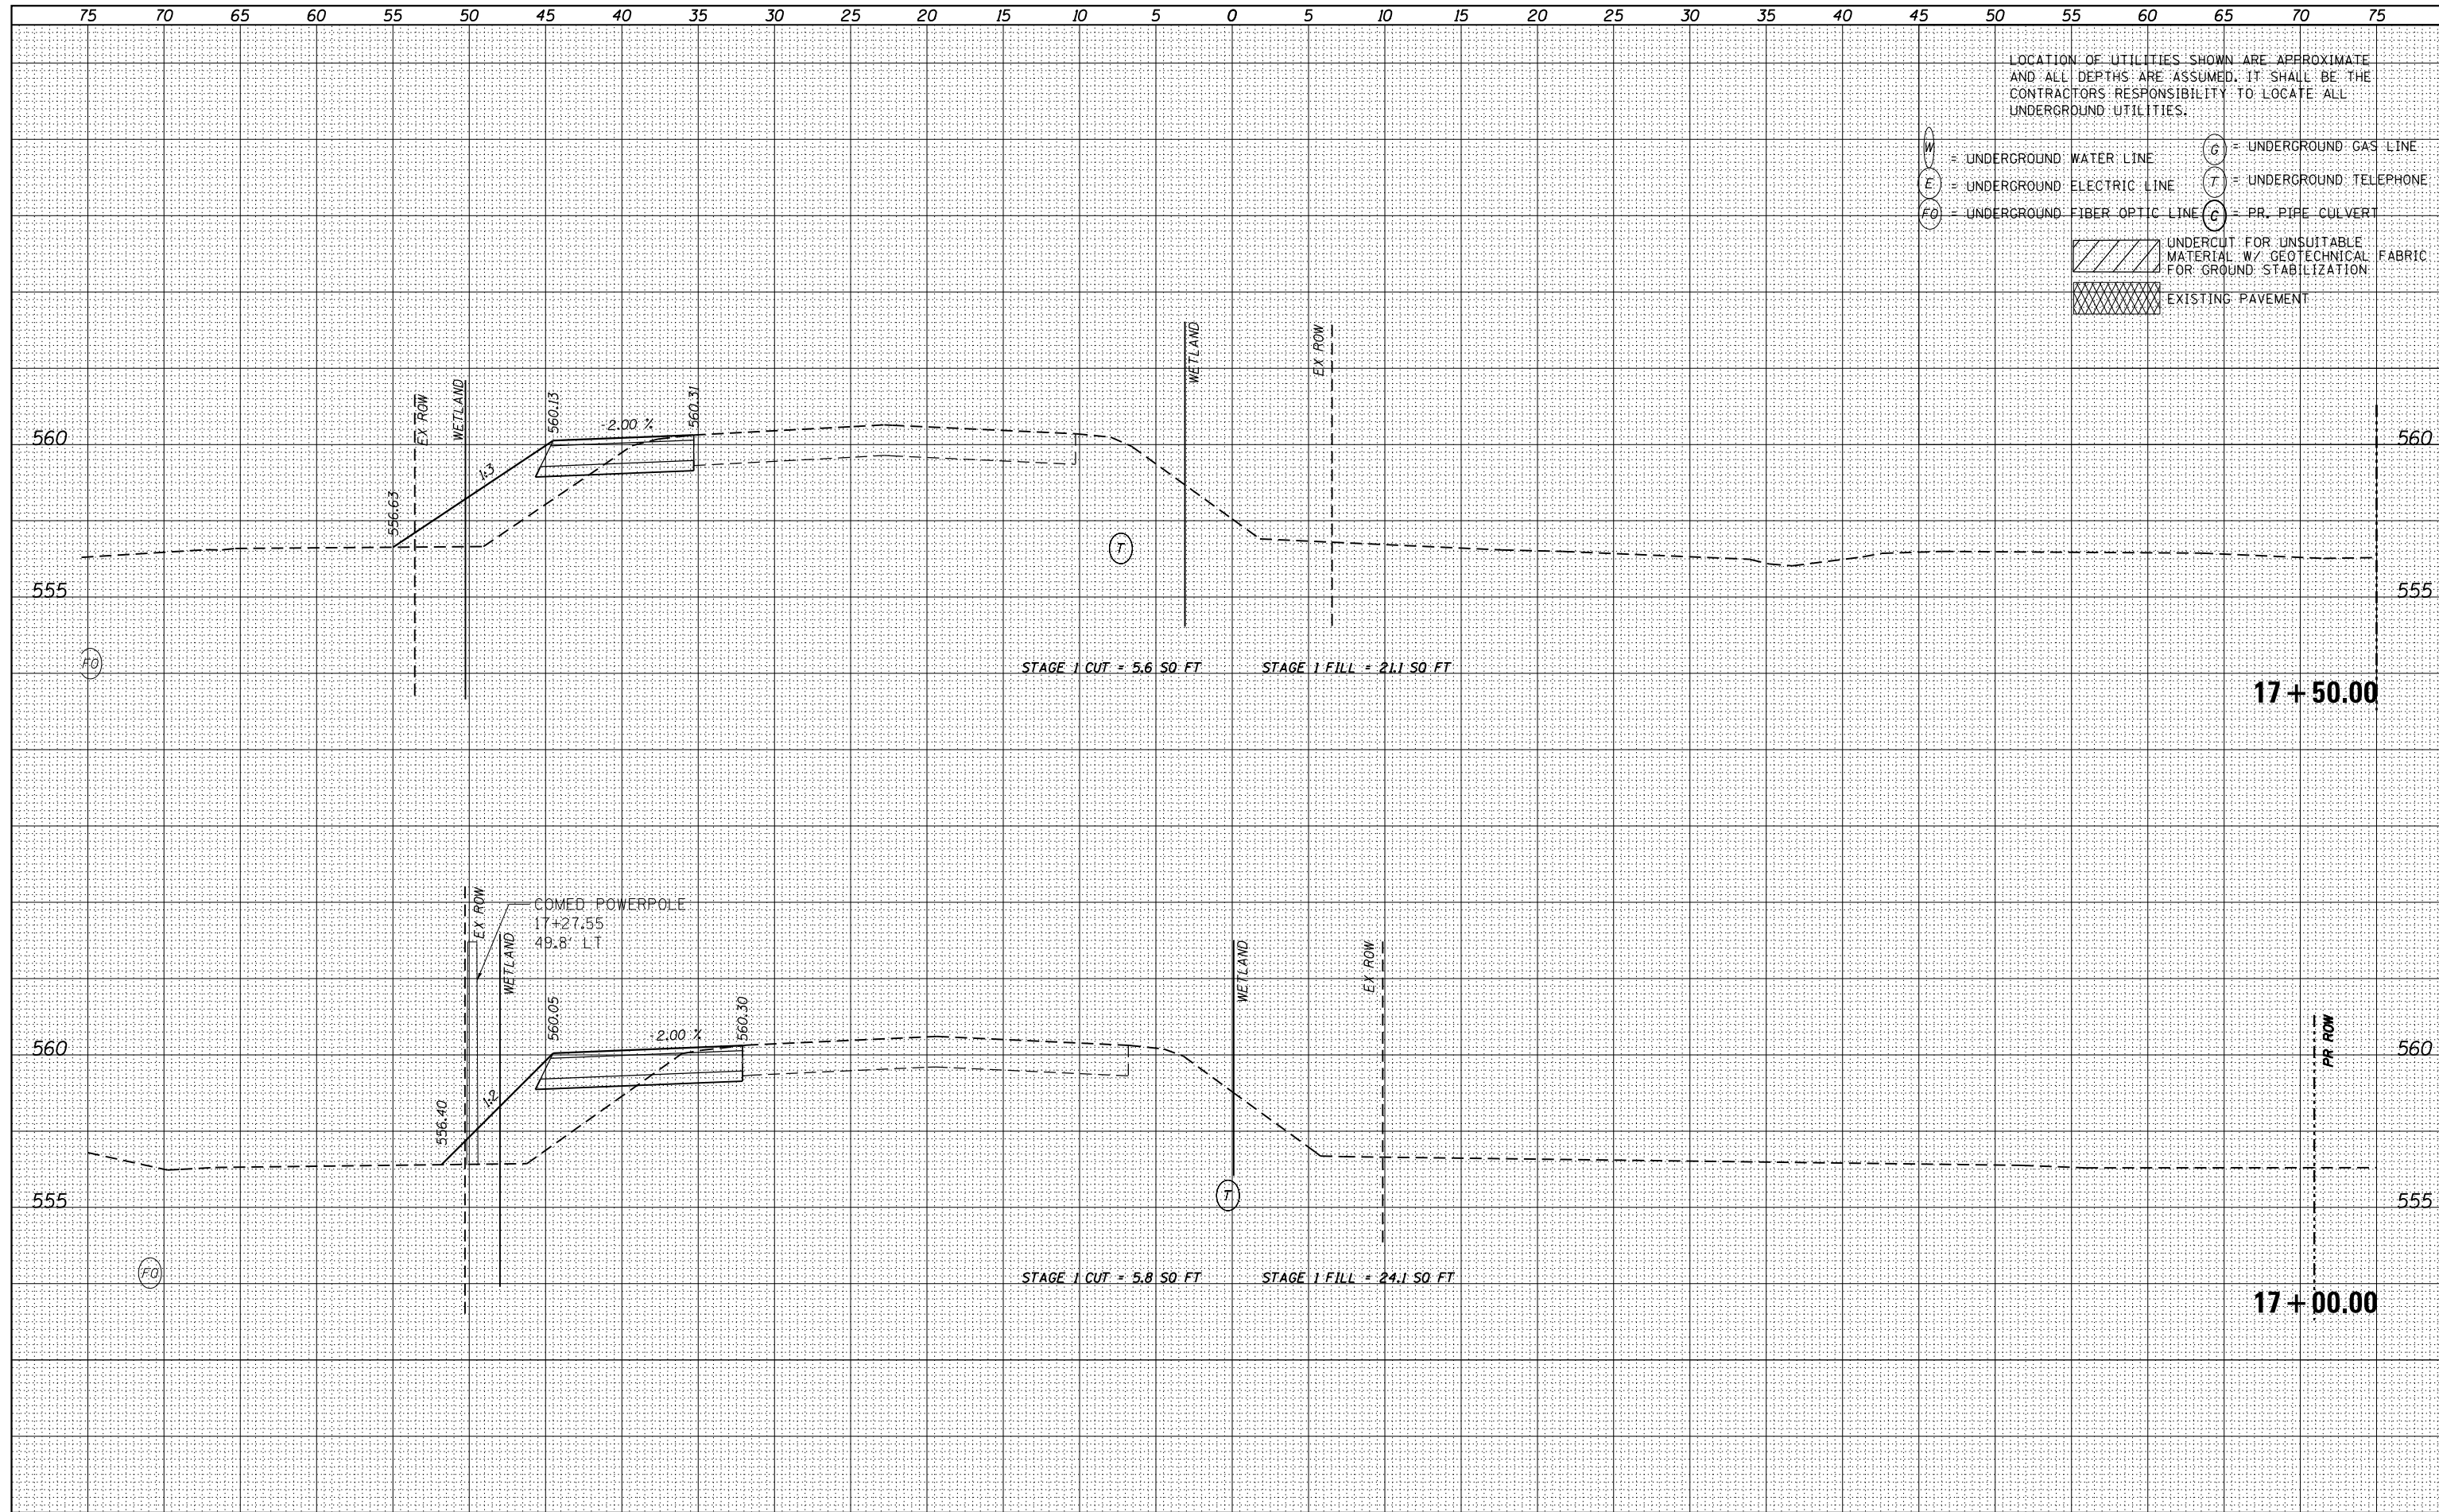 75 70 65 60 55 50 45 40 35 30 25 20 15 10 5 0 5 10 15 20 25 30 35 40 45 50 55 60 65 70 75
LOCATION OF UTILITIES SHOWN ARE APPROXIMATE
AND ALL DEPTHS ARE ASSUMED. IT SHALL BE THE
CONTRACTORS RESPONSIBILITY TO LOCATE ALL
UNDERGROUND UTILITIES.
W = UNDERGROUND WATER LINE
G = UNDERGROUND GAS LINE
E = UNDERGROUND ELECTRIC LINE
T = UNDERGROUND TELEPHONE
FO = UNDERGROUND FIBER OPTIC LINE
C = PR. PIPE CULVERT
UNDERCUT FOR UNSUITABLE
MATERIAL W/ GEOTECHNICAL FABRIC
FOR GROUND STABILIZATION
EXISTING PAVEMENT
EX ROW
WETLAND
560.13
-2.00 %
560.31
WETLAND
EX ROW
560
560
1:3
556.63
T
555
555
FO
STAGE 1 CUT = 5.6 SQ FT
STAGE 1 FILL = 21.1 SQ FT
17+50.00
EX ROW
COMED POWERPOLE
17+27.55
49.8' LT
WETLAND
560.05
-2.00 %
560.30
WETLAND
EX ROW
PR ROW
560
560
1:2
556.40
T
555
555
FO
STAGE 1 CUT = 5.8 SQ FT
STAGE 1 FILL = 24.1 SQ FT
17+00.00